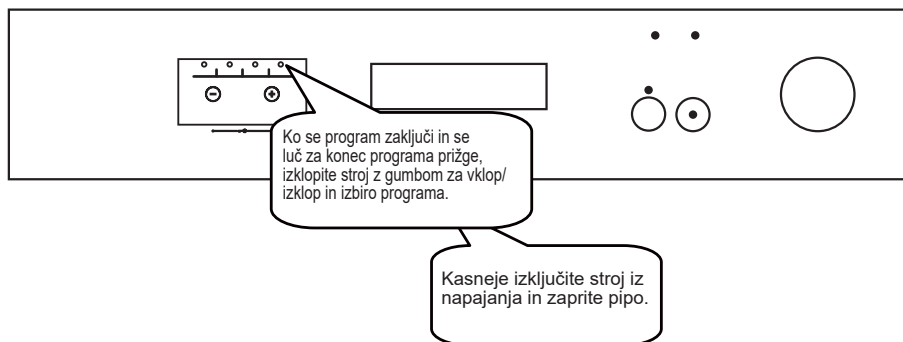 Ko se program zaključi in se
luč za konec programa prižge,
izklopite stroj z gumbom za vklop/
izklop in izbiro programa.
Kasneje izključite stroj iz
napajanja in zaprite pipo.